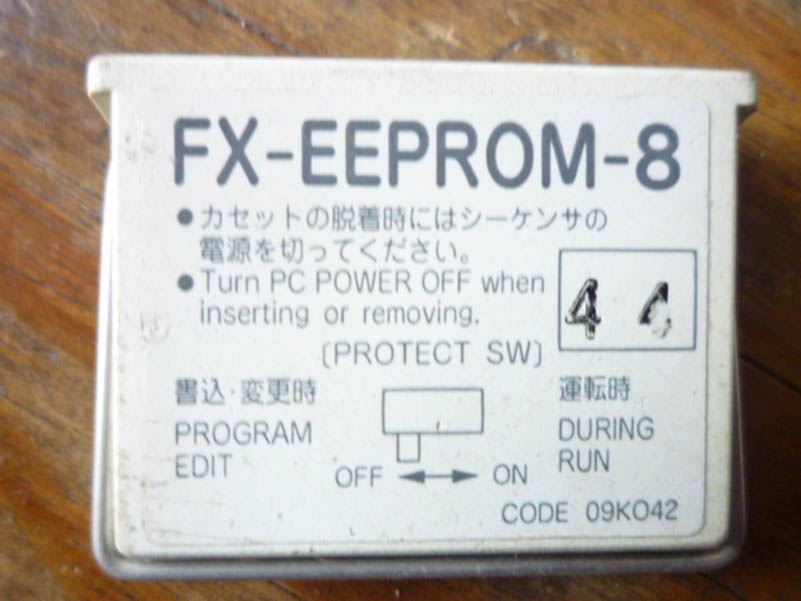 FX-EEPROM-8
●カセットの脱着時にはシーケンサの
電源を切ってください。
●Turn PC POWER OFF when
inserting or removing.
4 4
[PROTECT SW]
書込・変更時
PROGRAM
EDIT
OFF ON
運転時
DURING
RUN
CODE 09K042